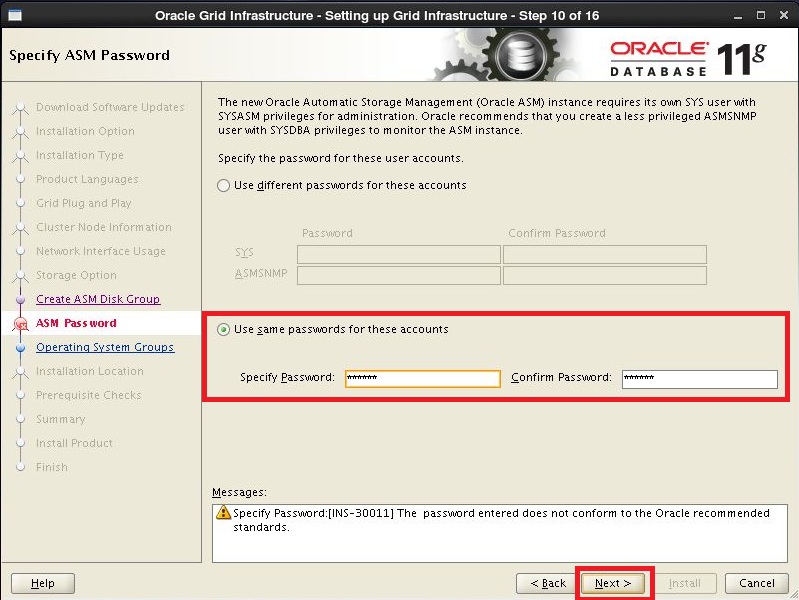 Oracle Grid Infrastructure - Setting up Grid Infrastructure - Step 10 of 16
Specify ASM Password
ORACLE
DATABASE
11g
Download Software Updates
Installation Option
Installation Type
Product Languages
Grid Plug and Play
Cluster Node Information
Network Interface Usage
Storage Option
Create ASM Disk Group
ASM Password
Operating System Groups
Installation Location
Prerequisite Checks
Summary
Install Product
Finish
The new Oracle Automatic Storage Management (Oracle ASM) instance requires its own SYS user with
SYSASM privileges for administration. Oracle recommends that you create a less privileged ASMSNMP
user with SYSDBA privileges to monitor the ASM instance.
Specify the password for these user accounts.
Use different passwords for these accounts
Password Confirm Password
SYS
ASMSNMP
Use same passwords for these accounts
Specify Password: ****** Confirm Password: ******
Messages:
Specify Password:[INS-30011] The password entered does not conform to the Oracle recommended
standards.
Help < Back Next > Install Cancel